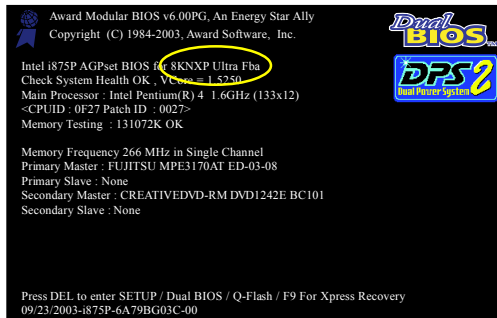 Award Modular BIOS v6.00PG, An Energy Star Ally
Copyright (C) 1984-2003, Award Software, Inc.
Dual
BIOS
TM
Intel i875P AGPset BIOS for 8KNXP Ultra Fba
Check System Health OK , VCore = 1.5250
Main Processor : Intel Pentium(R) 4 1.6GHz (133x12)
<CPUID : 0F27 Patch ID : 0027>
Memory Testing : 131072K OK
DPS2
Dual Power System
Memory Frequency 266 MHz in Single Channel
Primary Master : FUJITSU MPE3170AT ED-03-08
Primary Slave : None
Secondary Master : CREATIVEDVD-RM DVD1242E BC101
Secondary Slave : None
Press DEL to enter SETUP / Dual BIOS / Q-Flash / F9 For Xpress Recovery
09/23/2003-i875P-6A79BG03C-00